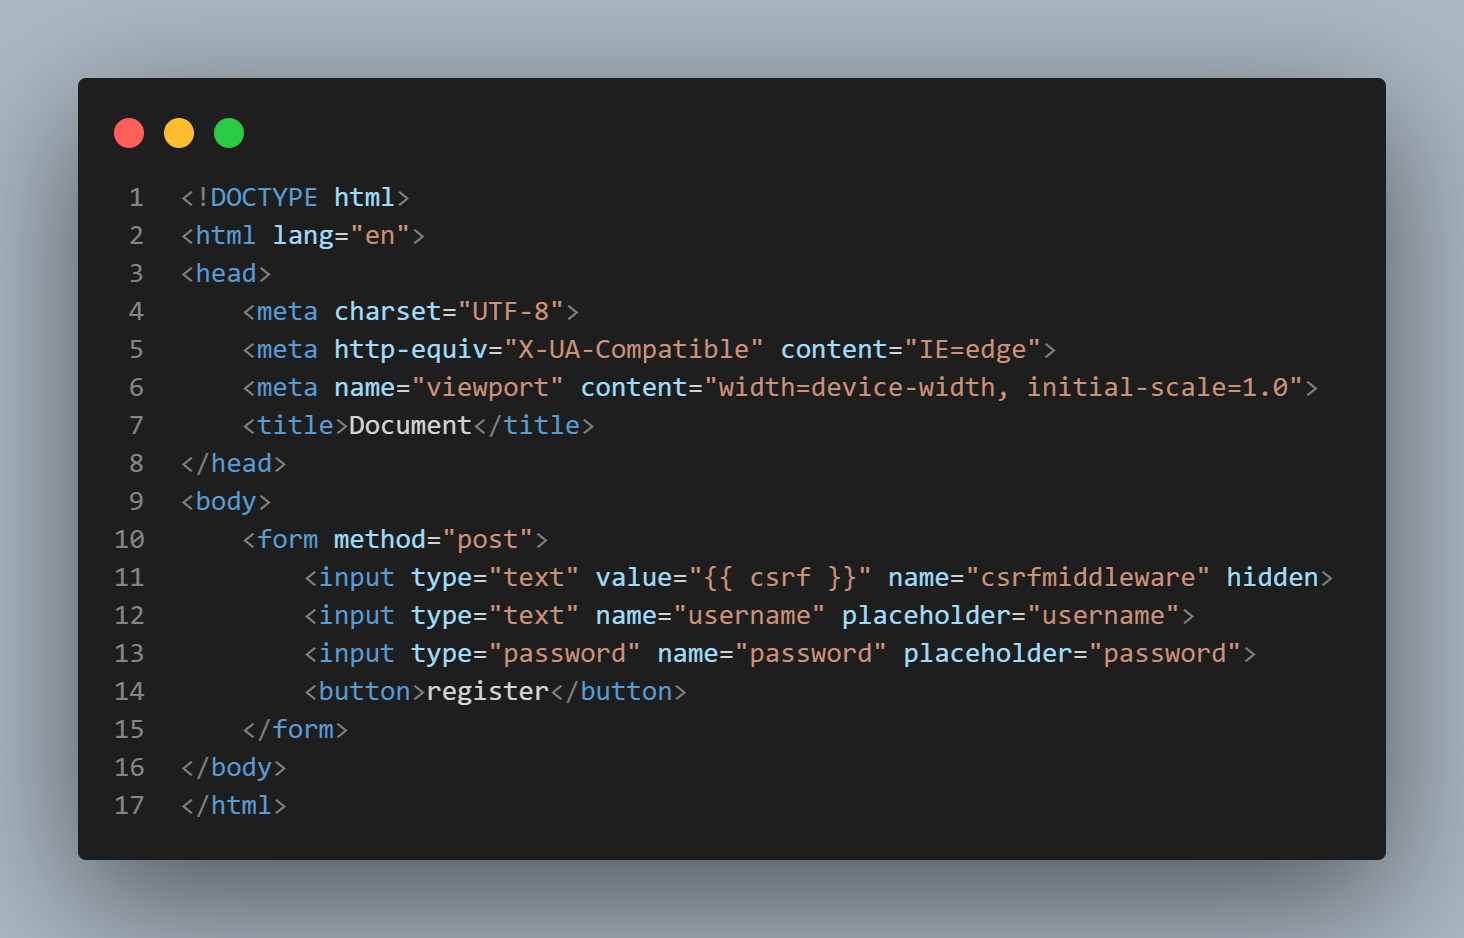 1 <!DOCTYPE html>
2 <html lang="en">
3 <head>
4     <meta charset="UTF-8">
5     <meta http-equiv="X-UA-Compatible" content="IE=edge">
6     <meta name="viewport" content="width=device-width, initial-scale=1.0">
7     <title>Document</title>
8 </head>
9 <body>
10     <form method="post">
11         <input type="text" value="{{ csrf }}" name="csrfmiddleware" hidden>
12         <input type="text" name="username" placeholder="username">
13         <input type="password" name="password" placeholder="password">
14         <button>register</button>
15     </form>
16 </body>
17 </html>